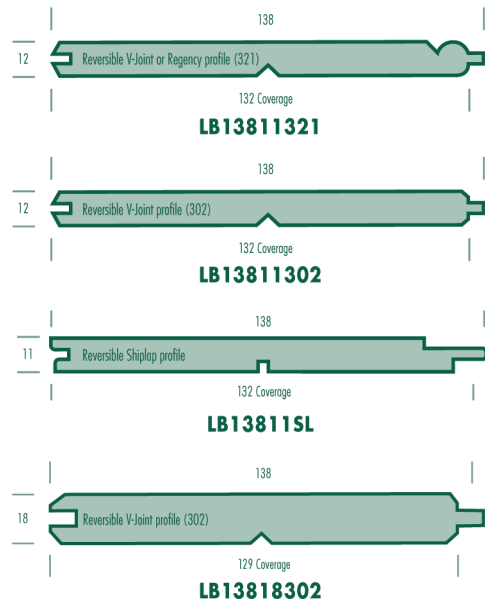 138
12
Reversible V-Joint or Regency profile (321)
132 Coverage
LB13811321
138
12
Reversible V-Joint profile (302)
132 Coverage
LB13811302
138
11
Reversible Shiplap profile
132 Coverage
LB13811SL
138
18
Reversible V-Joint profile (302)
129 Coverage
LB13818302